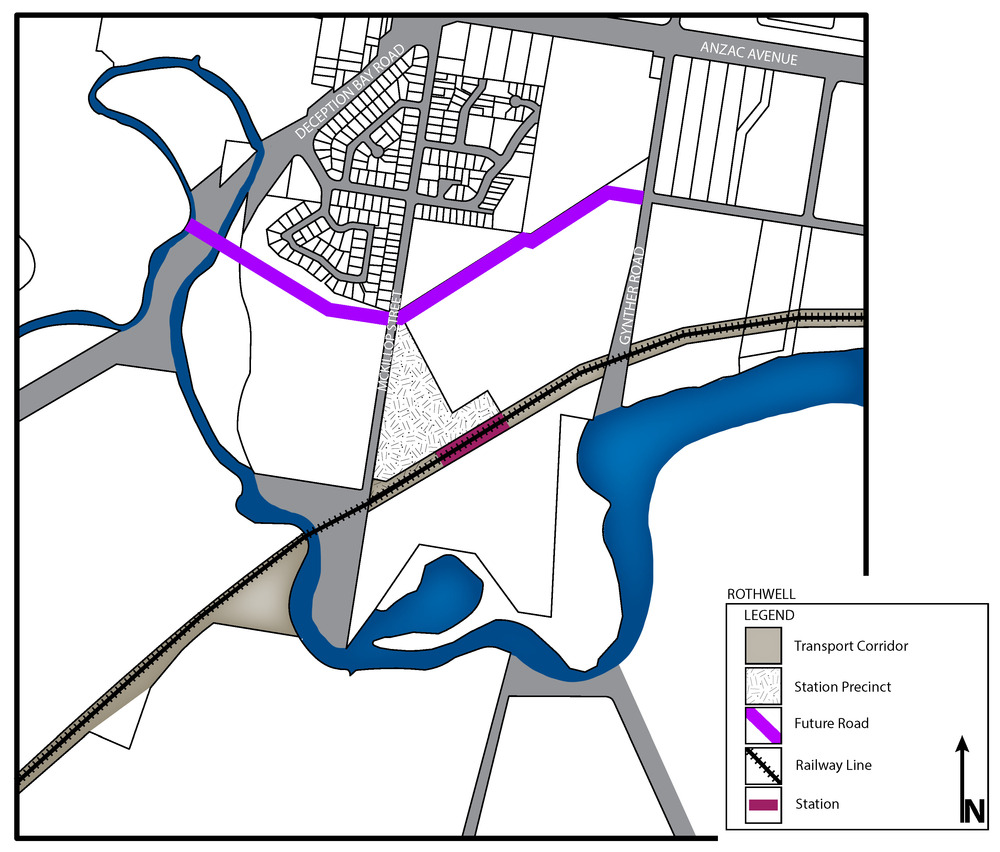 ANZAC AVENUE
DECEPTION BAY ROAD
GYNTHER ROAD
MCKILLOP STREET
ROTHWELL
LEGEND
Transport Corridor
Station Precinct
Future Road
Railway Line
Station
N